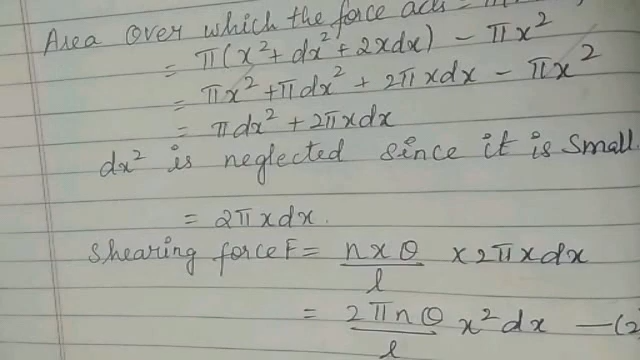 Area over which the force acts =
= π(x² + dx² + 2xdx) - πx²
= πx² + πdx² + 2πxdx - πx²
= πdx² + 2πxdx
dx² is neglected since it is small.
= 2πxdx.
Shearing force F = nxθ/l × 2πxdx
= 2πnθ/l x²dx —(2